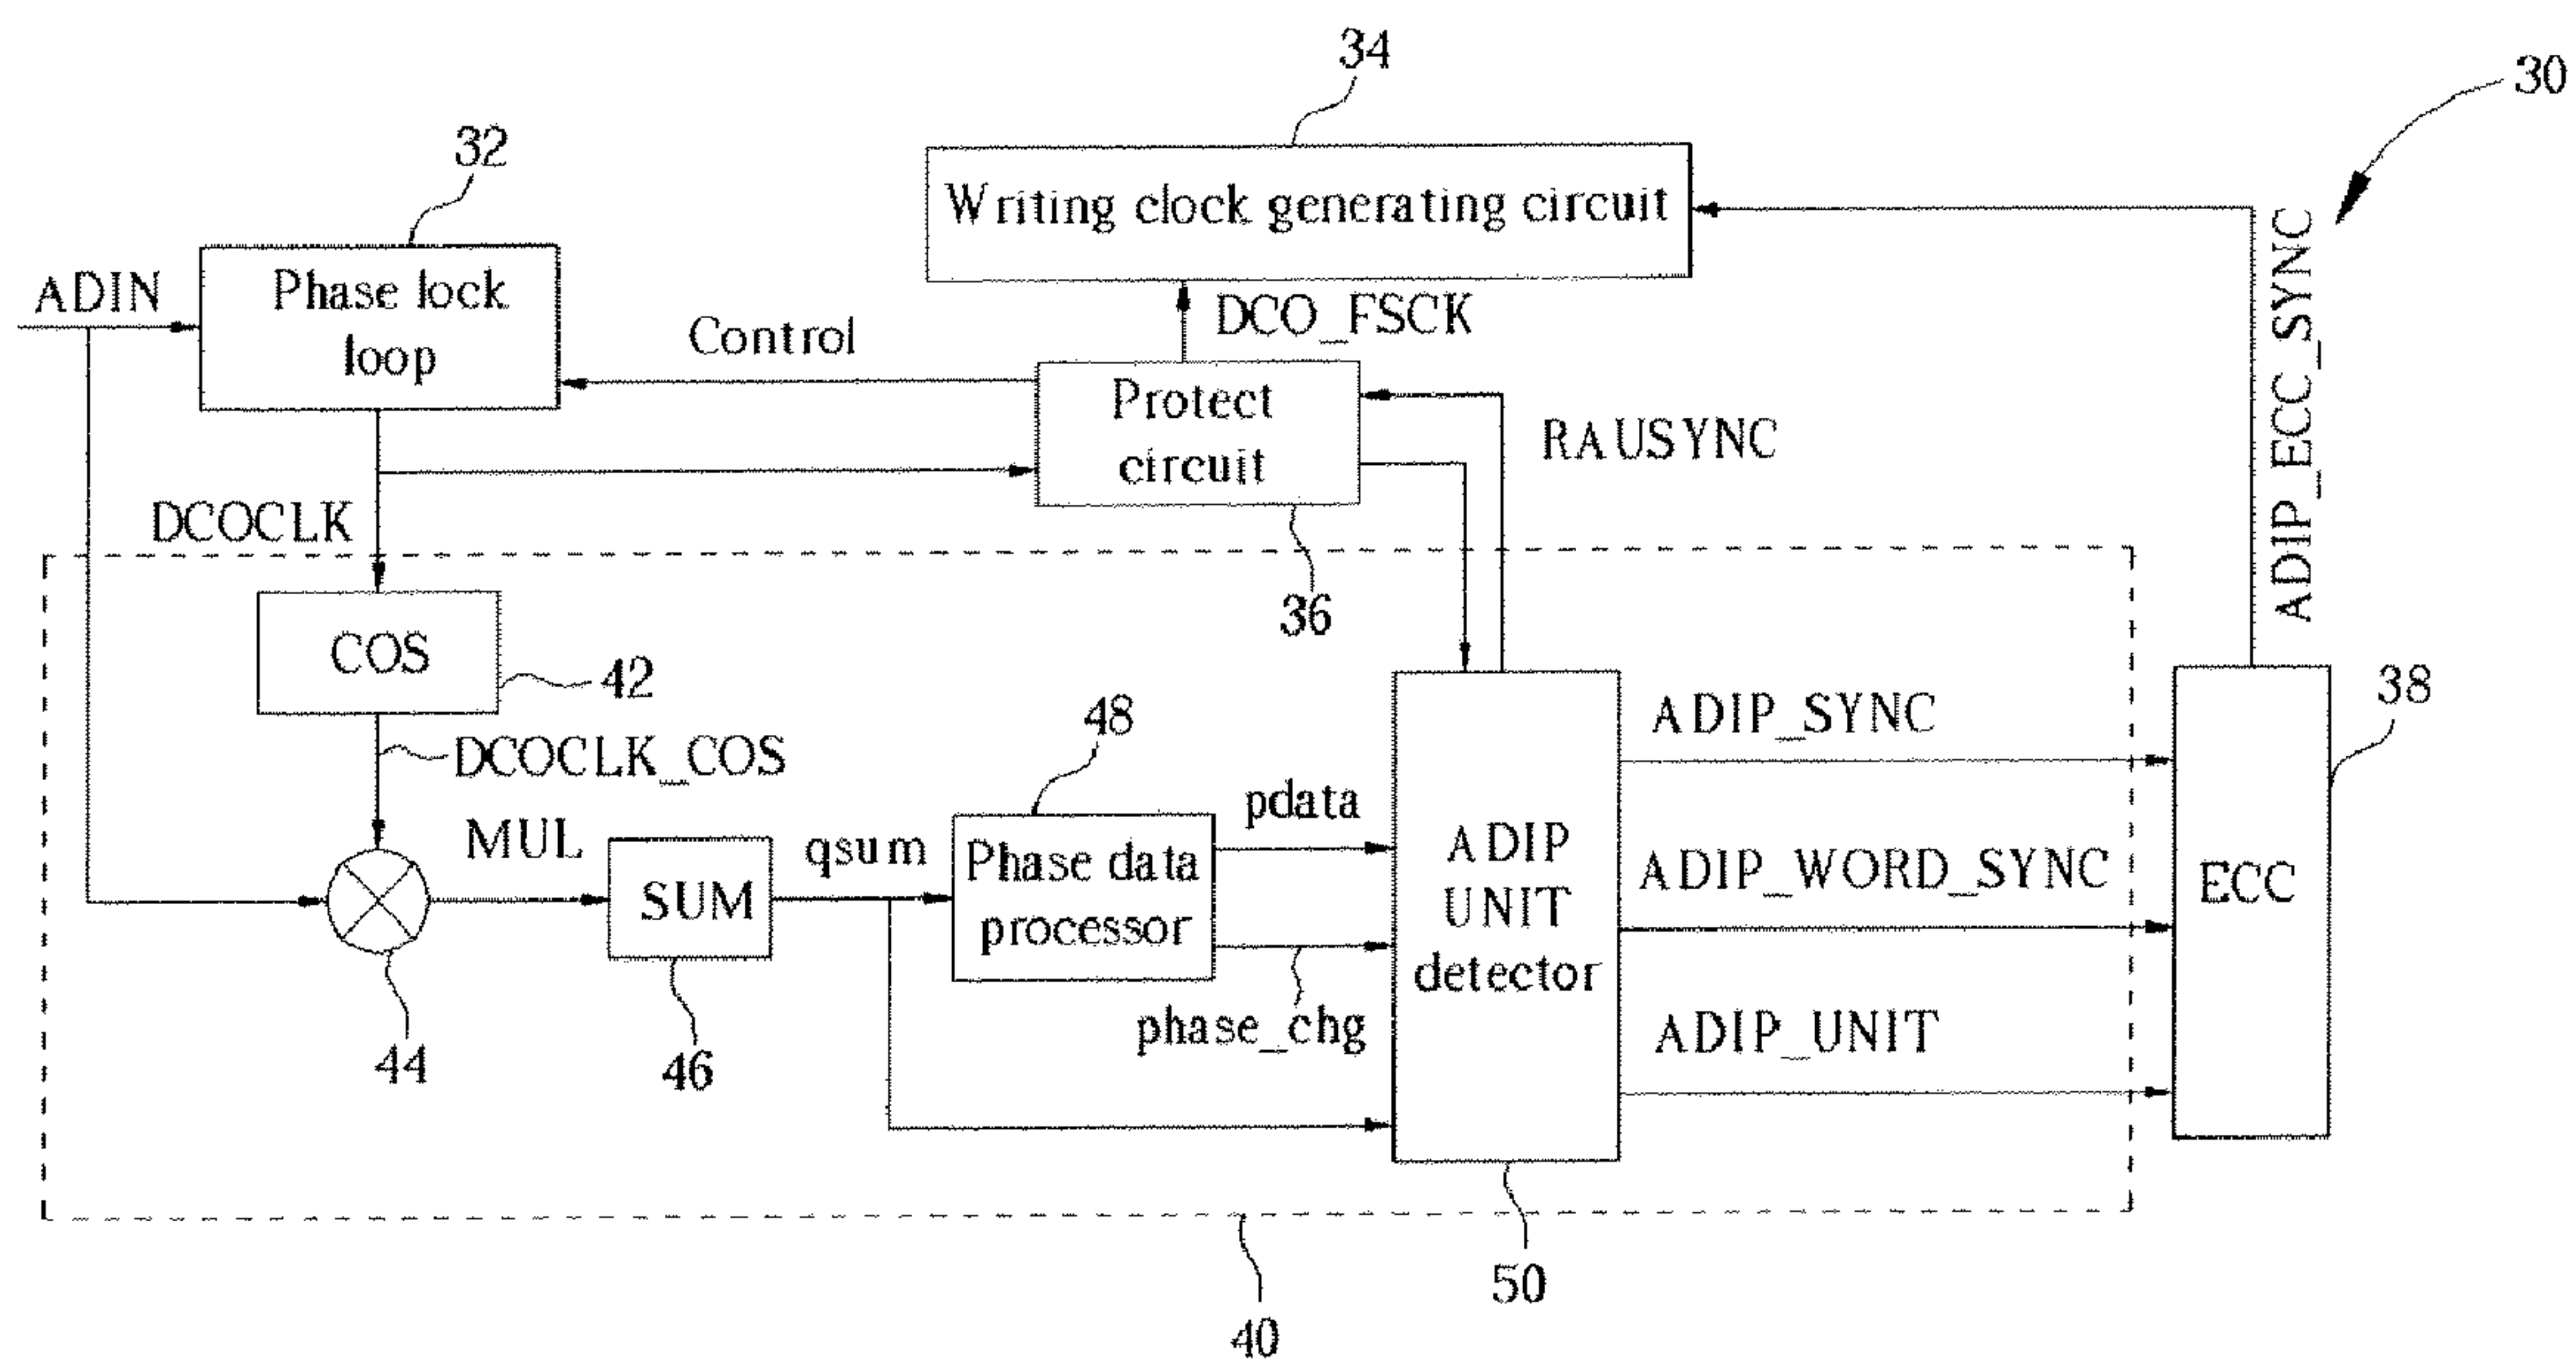 34
30
32
Writing clock generating circuit
ADIN
Phase lock
loop
Control
DCO_FSCK
ADIP_ECC_SYNC
Protect
circuit
RAUSYNC
DCOCLK
36
COS
42
38
48
ADIP_SYNC
DCOCLK_COS
pdata
MUL
qsum
Phase data
processor
ADIP
UNIT
detector
ADIP_WORD_SYNC
ECC
SUM
phase_chg
ADIP_UNIT
44
46
50
40